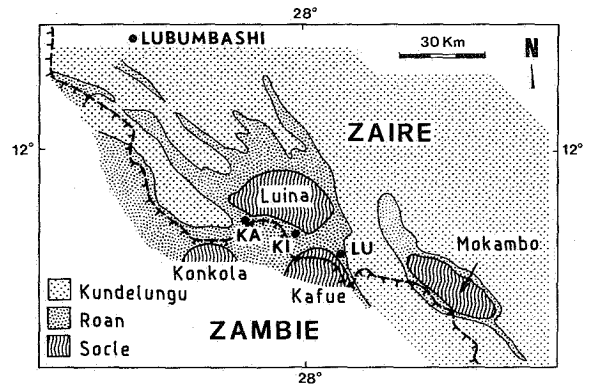 28°
LUBUMBASHI
30 Km
N
ZAIRE
12°
12°
Luina
KA
KI
LU
Mokambo
Konkola
Kafue
Kundelungu
Roan
Socle
ZAMBIE
28°